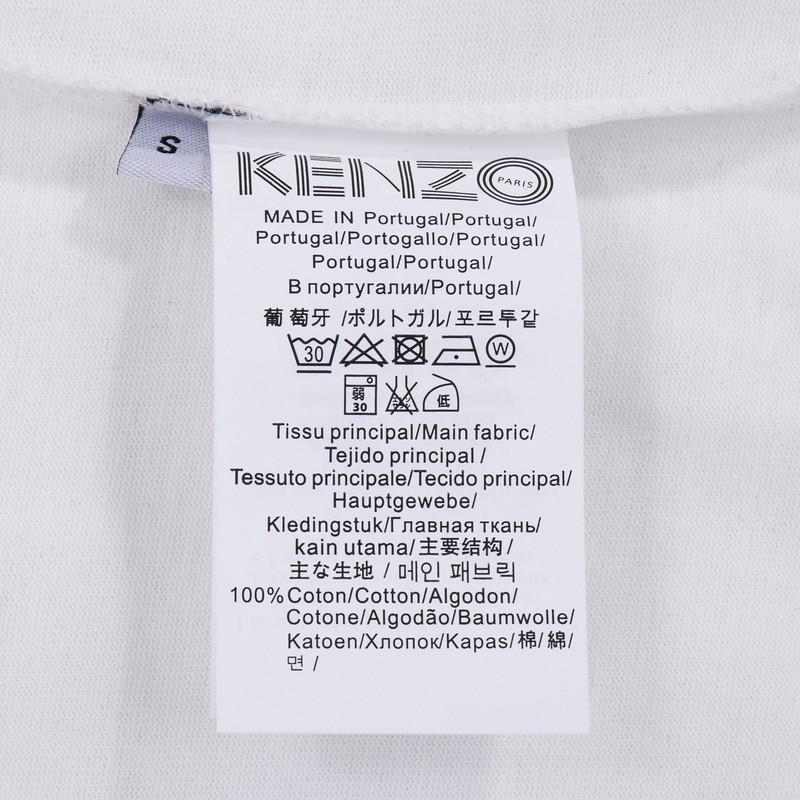 S
KENZO PARIS
MADE IN Portugal/Portugal/
Portugal/Portogallo/Portugal/
Portugal/Portugal/
В португалии/Portugal/
葡萄牙 /ポルトガル/포르투갈
30 W
弱 30 低
Tissu principal/Main fabric/
Tejido principal /
Tessuto principale/Tecido principal/
Hauptgewebe/
Kledingstuk/Главная ткань/
kain utama/主要结构/
主な生地 / 메인 패브릭
100% Coton/Cotton/Algodon/
Cotone/Algodão/Baumwolle/
Katoen/Хлопок/Kapas/棉/綿/
면 /